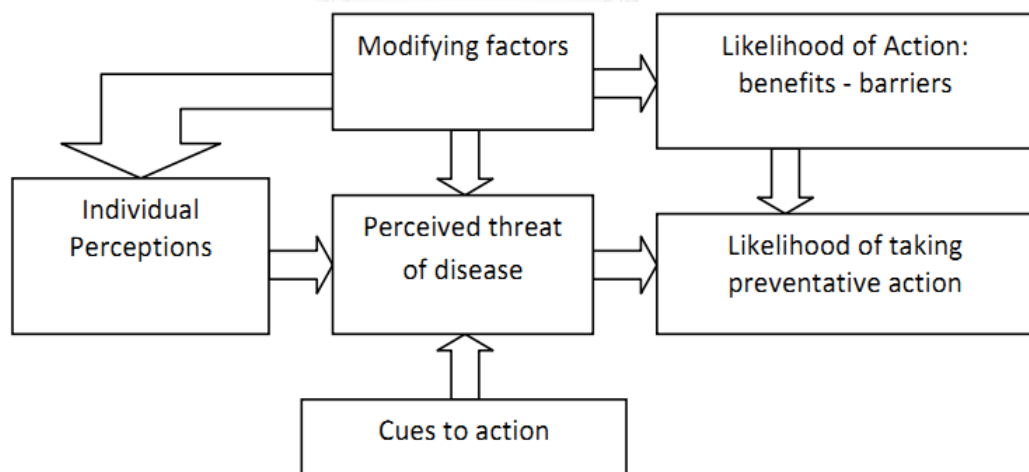 Modifying factors
Likelihood of Action:
benefits - barriers
Individual
Perceptions
Perceived threat
of disease
Likelihood of taking
preventative action
Cues to action